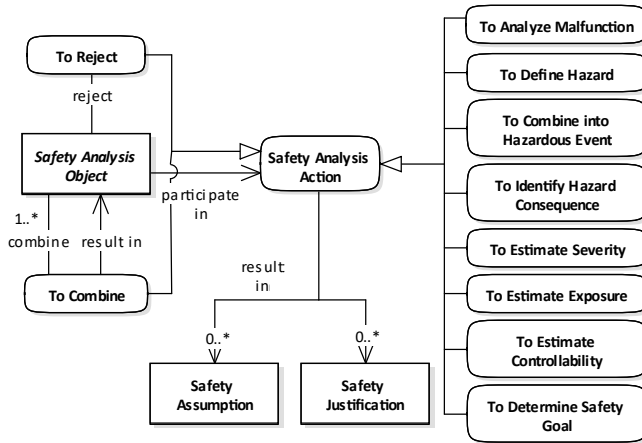 To Reject
reject
Safety Analysis
Object
1..*
combine
result in
To Combine
participate
in
Safety Analysis
Action
result
in
0..*
0..*
Safety
Assumption
Safety
Justification
To Analyze Malfunction
To Define Hazard
To Combine into
Hazardous Event
To Identify Hazard
Consequence
To Estimate Severity
To Estimate Exposure
To Estimate
Controllability
To Determine Safety
Goal